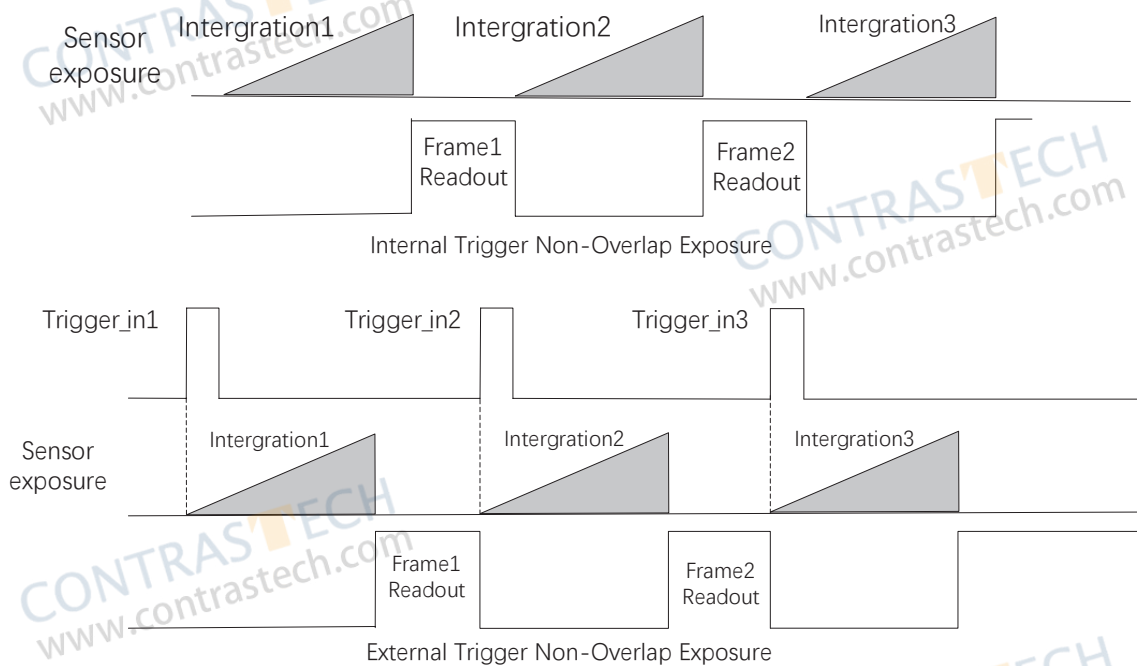 Sensor exposure
Intergration1
Intergration2
Intergration3
Frame1
Readout
Frame2
Readout
Internal Trigger Non-Overlap Exposure
CONTRASTECH
www.contrastech.com
CONTRASTECH
www.contrastech.com
Trigger_in1
Trigger_in2
Trigger_in3
Sensor
exposure
Intergration1
Intergration2
Intergration3
Frame1
Readout
Frame2
Readout
External Trigger Non-Overlap Exposure
CONTRASTECH
www.contrastech.com